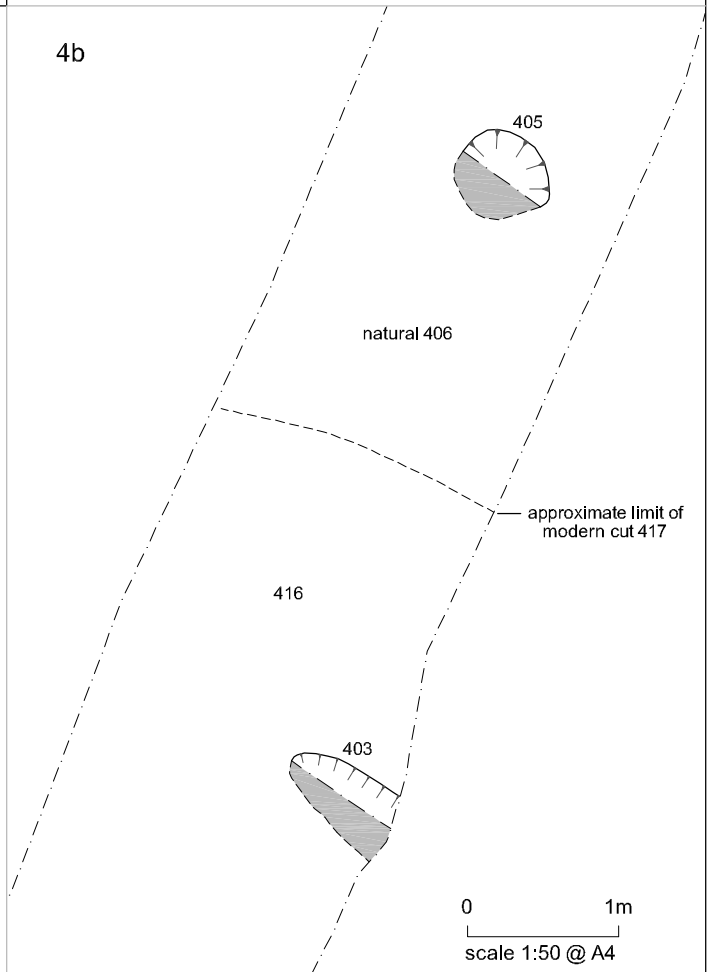 4b
405
natural 406
approximate limit of
modern cut 417
416
403
0 1m
scale 1:50 @ A4